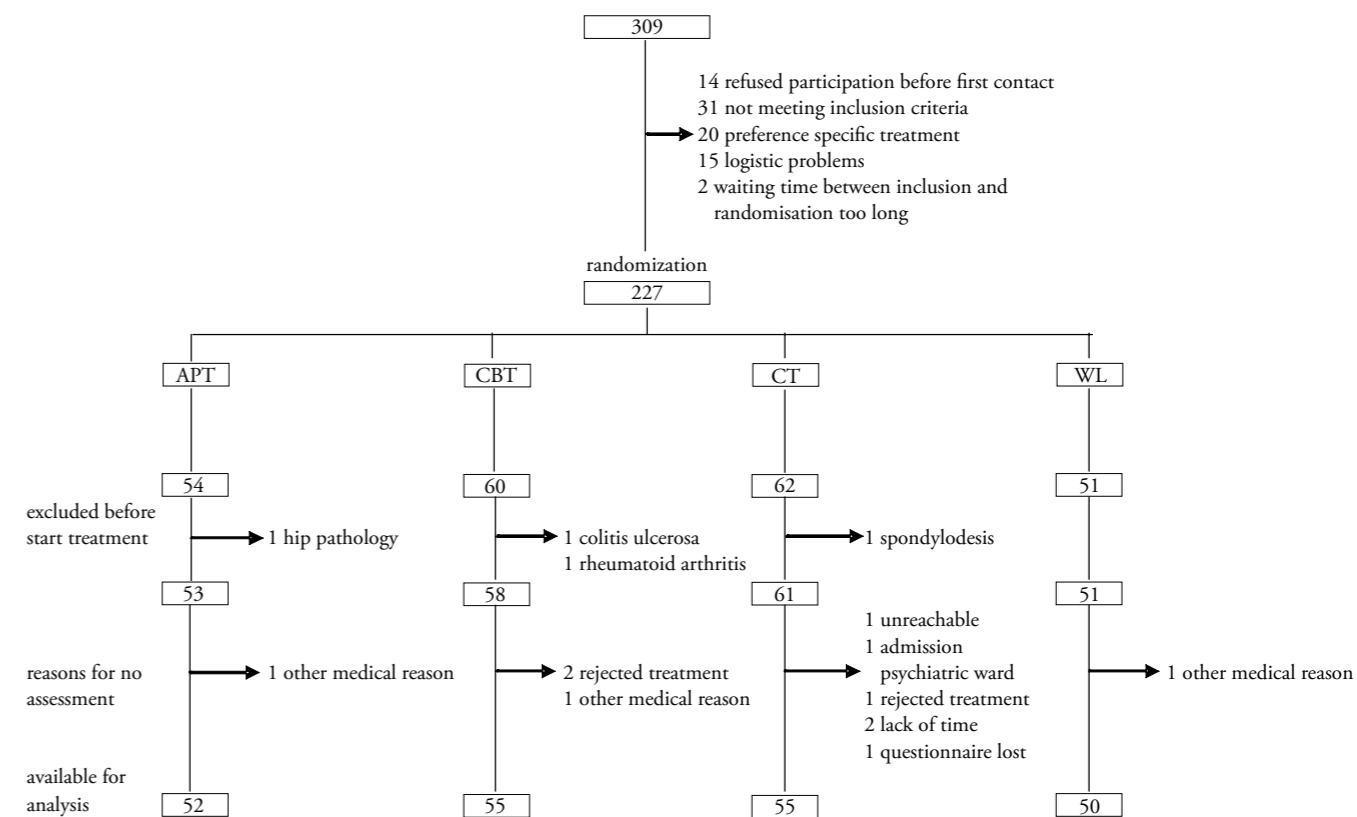 309
14 refused participation before first contact
31 not meeting inclusion criteria
20 preference specific treatment
15 logistic problems
2 waiting time between inclusion and
randomisation too long
randomization
227
APT
CBT
CT
WL
54
60
62
51
excluded before
start treatment
1 hip pathology
1 colitis ulcerosa
1 rheumatoid arthritis
1 spondylodesis
53
58
61
51
reasons for no
assessment
1 other medical reason
2 rejected treatment
1 other medical reason
1 unreachable
1 admission
psychiatric ward
1 rejected treatment
2 lack of time
1 questionnaire lost
1 other medical reason
available for
analysis
52
55
55
50